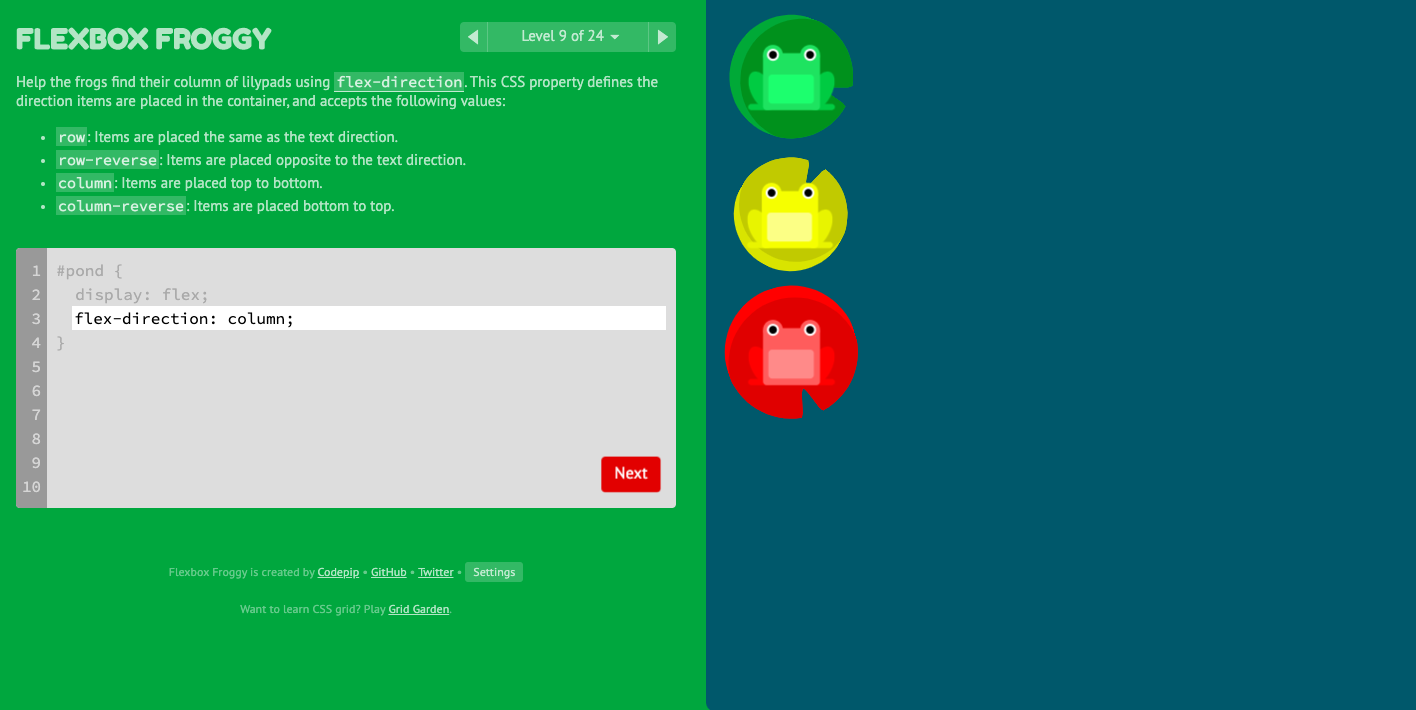 FLEXBOX FROGGY
Level 9 of 24
Help the frogs find their column of lilypads using flex-direction. This CSS property defines the
direction items are placed in the container, and accepts the following values:
• row: Items are placed the same as the text direction.
• row-reverse: Items are placed opposite to the text direction.
• column: Items are placed top to bottom.
• column-reverse: Items are placed bottom to top.
1 #pond {
2 display: flex;
3 flex-direction: column;
4 }
5
6
7
8
9
10
Next
Flexbox Froggy is created by Codepip • GitHub • Twitter • Settings
Want to learn CSS grid? Play Grid Garden.